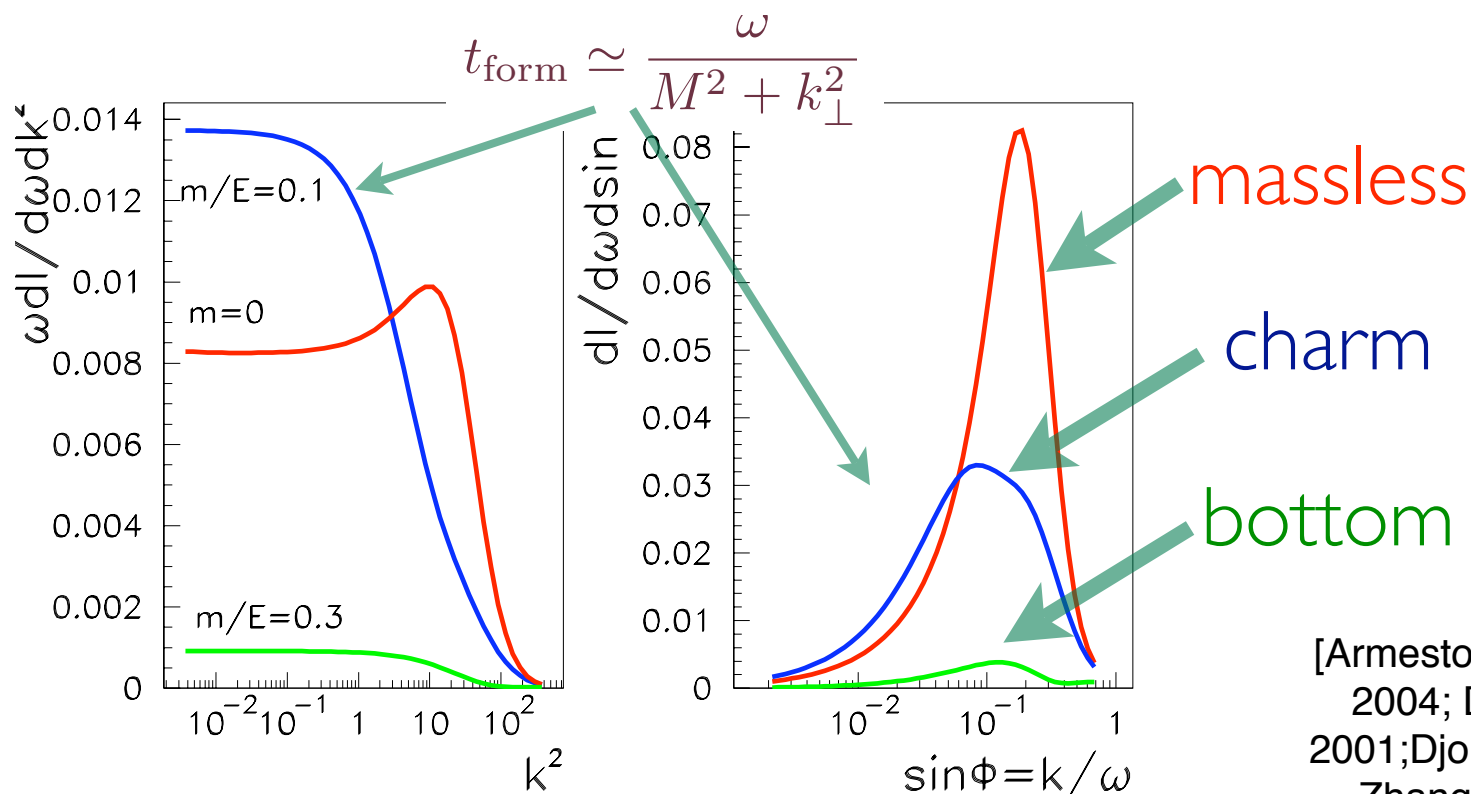 t_form ≃ ω / (M² + k⊥²)
ωdI/dωdk²
0.014
0.012
0.01
0.008
0.006
0.004
0.002
0
m/E=0.1
m=0
m/E=0.3
10⁻² 10⁻¹ 1 10 10²
k²
dI/dωdsin
0.08
0.07
0.06
0.05
0.04
0.03
0.02
0.01
0
10⁻² 10⁻¹ 1
sinΦ=k/ω
massless
charm
bottom
[Armesto
2004; D
2001;Djo
Zhang